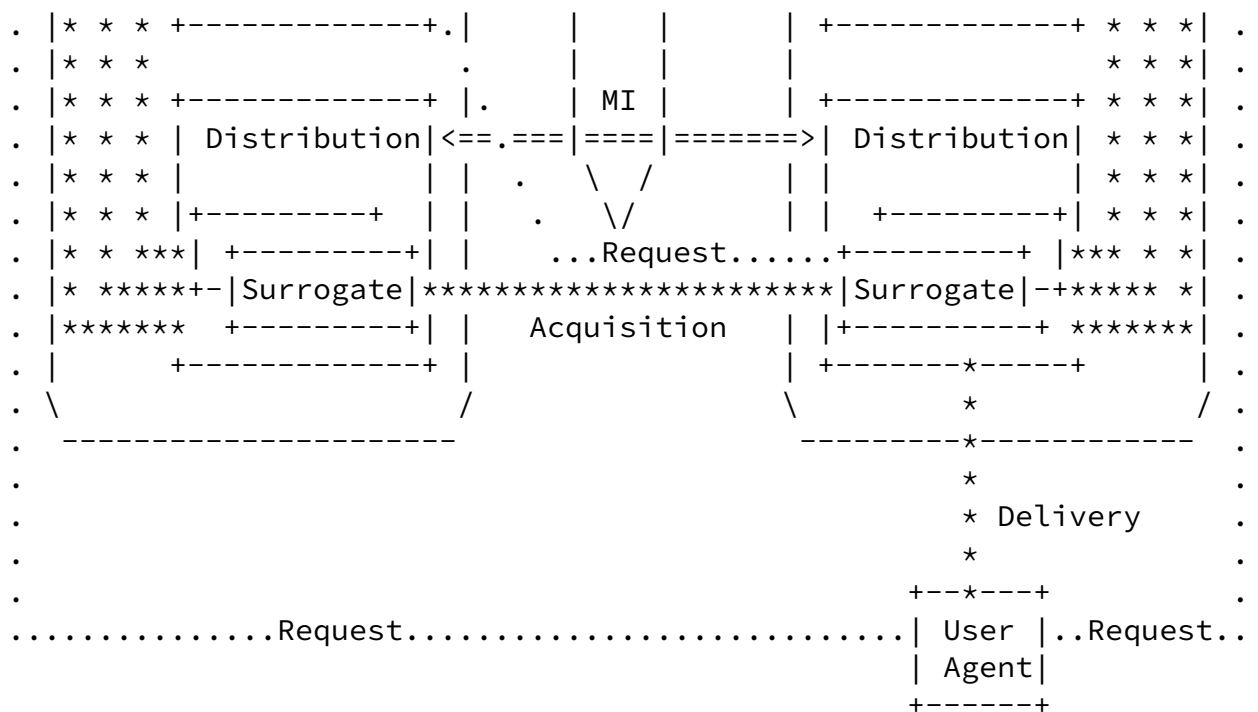 MI
Distribution Distribution
Request
Surrogate Surrogate
Acquisition
Delivery
Request User Request
Agent